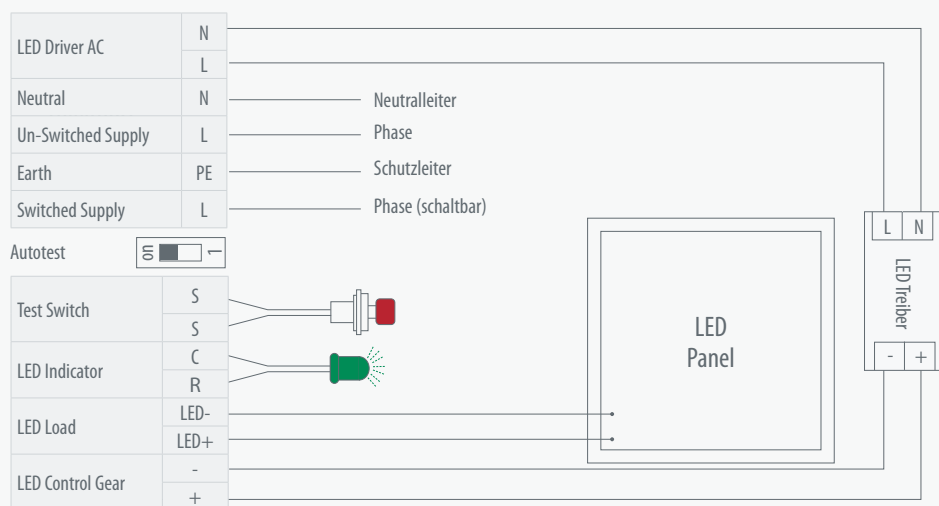 LED Driver AC N
L
Neutral N Neutralleiter
Un-Switched Supply L Phase
Earth PE Schutzleiter
Switched Supply L Phase (schaltbar)
Autotest on 1
Test Switch S
S
LED Indicator C
R
LED Load LED-
LED+
LED Control Gear -
+
LED
Panel
L N
LED Treiber
- +